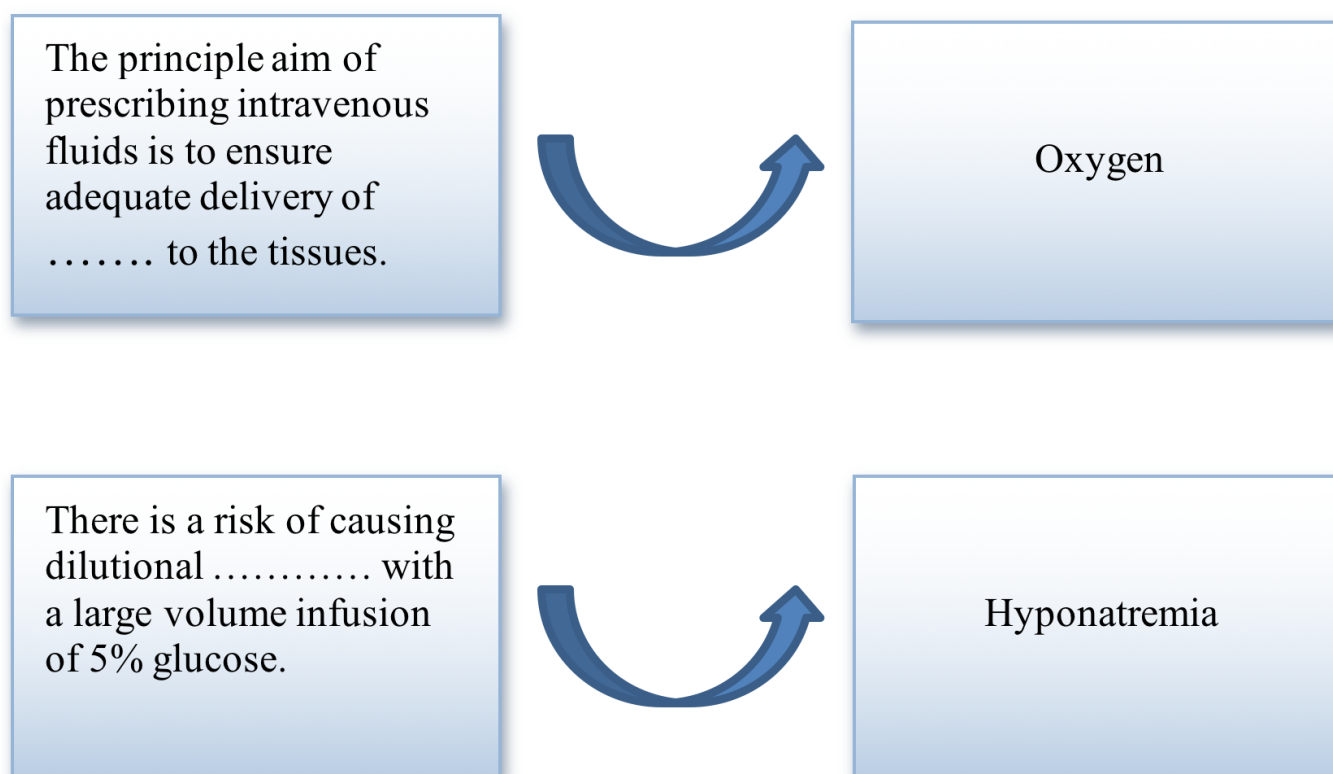 The principle aim of
prescribing intravenous
fluids is to ensure
adequate delivery of
....... to the tissues.
Oxygen
There is a risk of causing
dilutional ............ with
a large volume infusion
of 5% glucose.
Hyponatremia